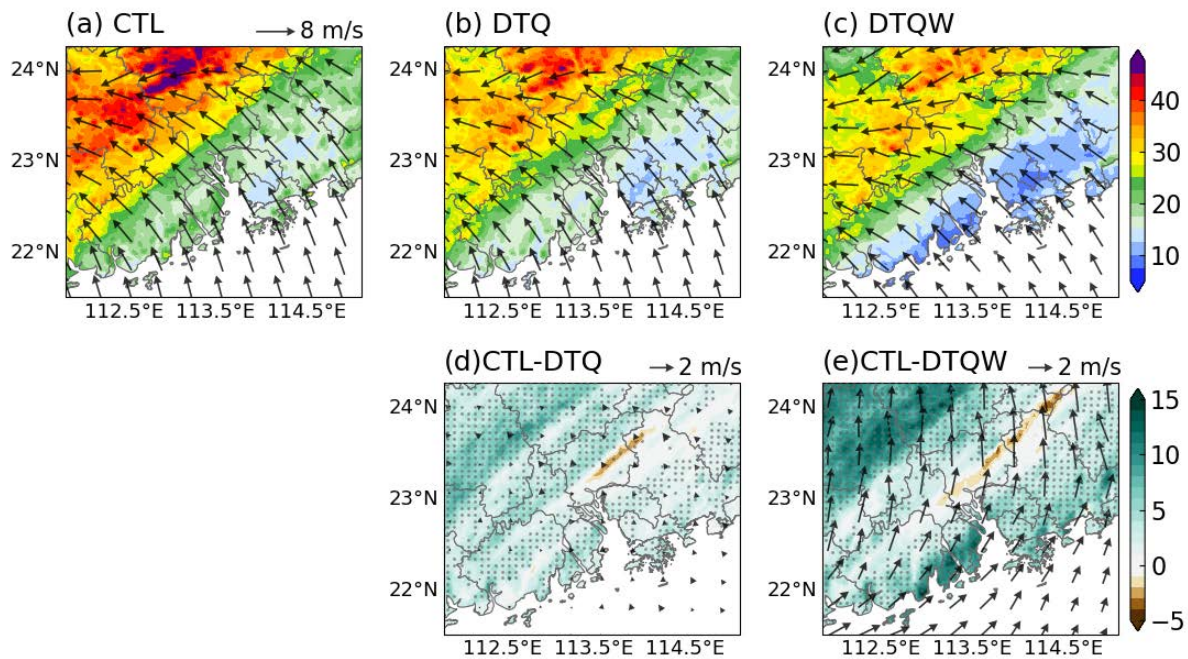 (a) CTL → 8 m/s
(b) DTQ
(c) DTQW
24°N
23°N
22°N
112.5°E 113.5°E 114.5°E
24°N
23°N
22°N
112.5°E 113.5°E 114.5°E
24°N
23°N
22°N
112.5°E 113.5°E 114.5°E
40
30
20
10
(d)CTL-DTQ → 2 m/s
(e)CTL-DTQW → 2 m/s
24°N
23°N
22°N
112.5°E 113.5°E 114.5°E
24°N
23°N
22°N
112.5°E 113.5°E 114.5°E
15
10
5
0
−5